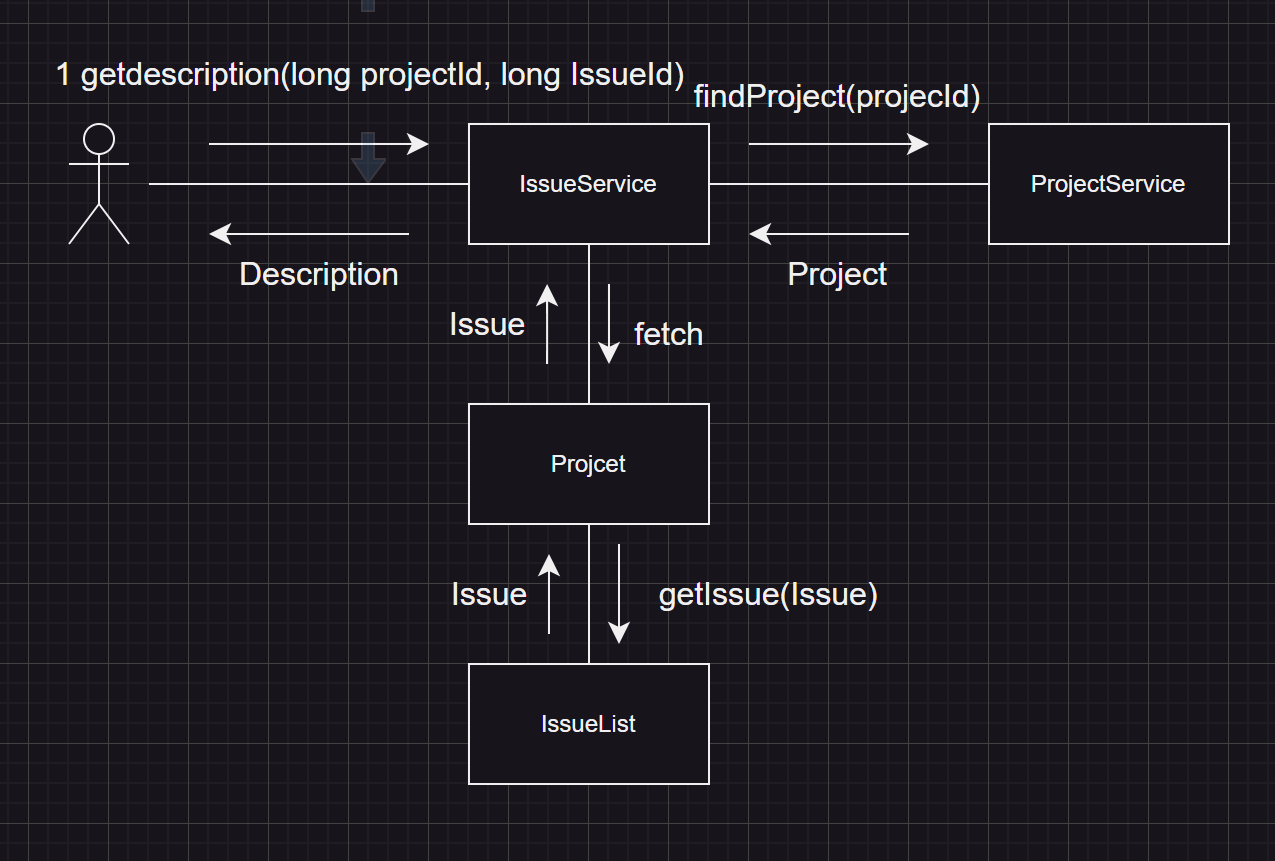 1 getdescription(long projectId, long IssueId)
findProject(projecId)
IssueService
ProjectService
Description
Project
Issue
fetch
Projcet
Issue
getIssue(Issue)
IssueList